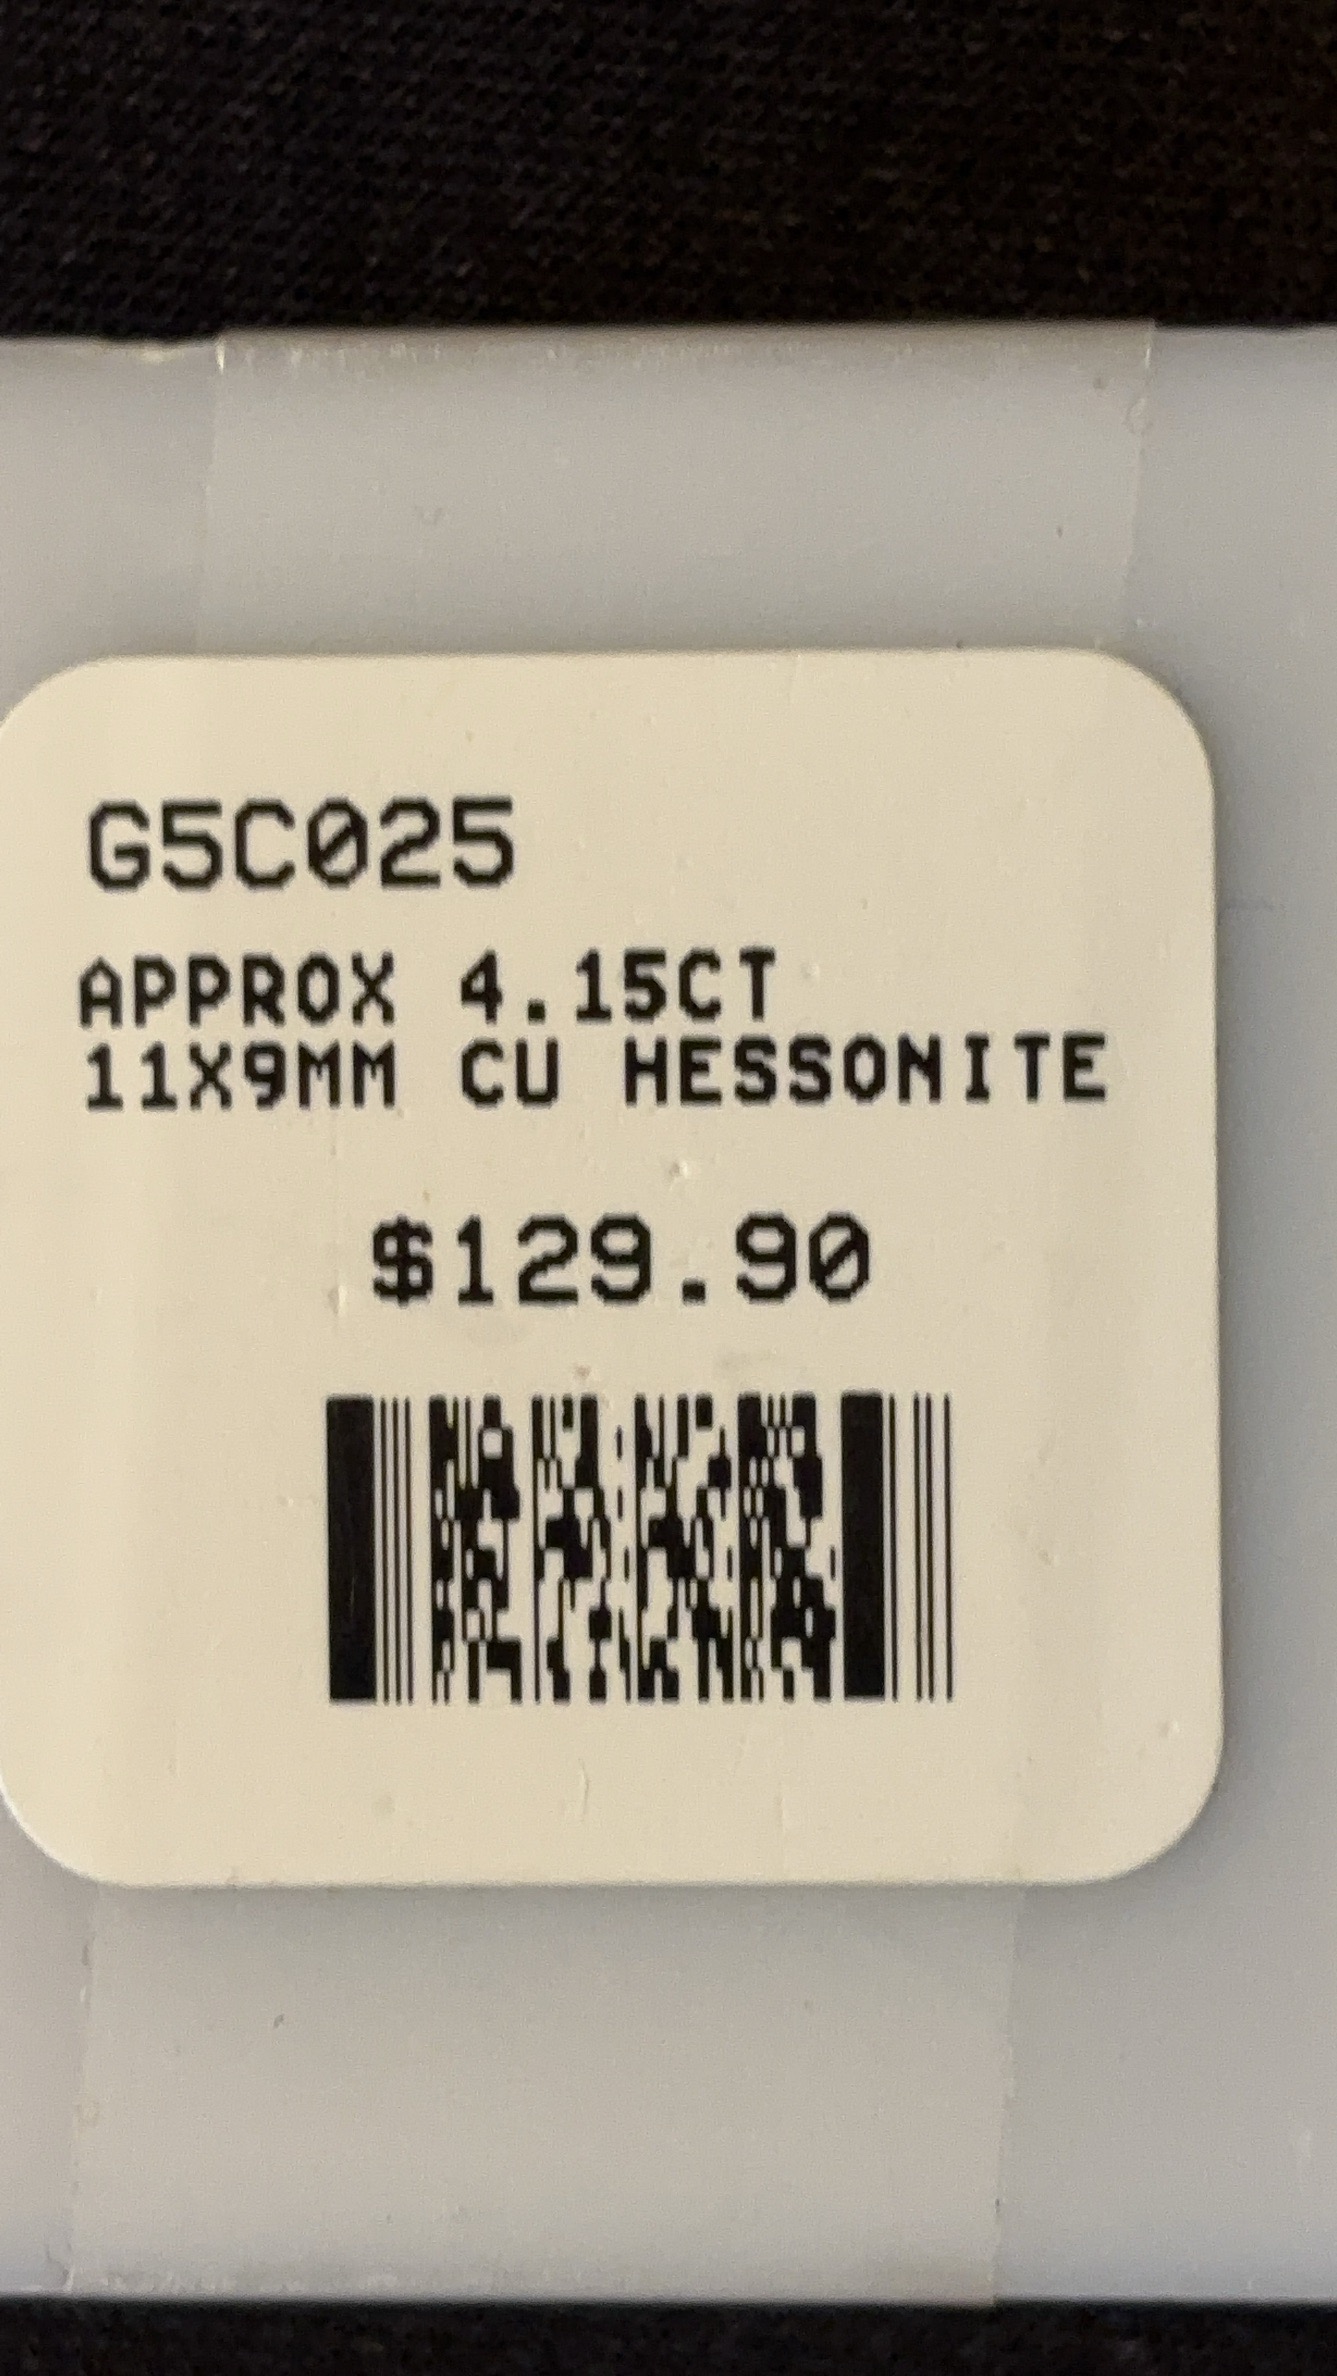 G5C025
APPROX 4.15CT
11X9MM CU HESSONITE
$129.90